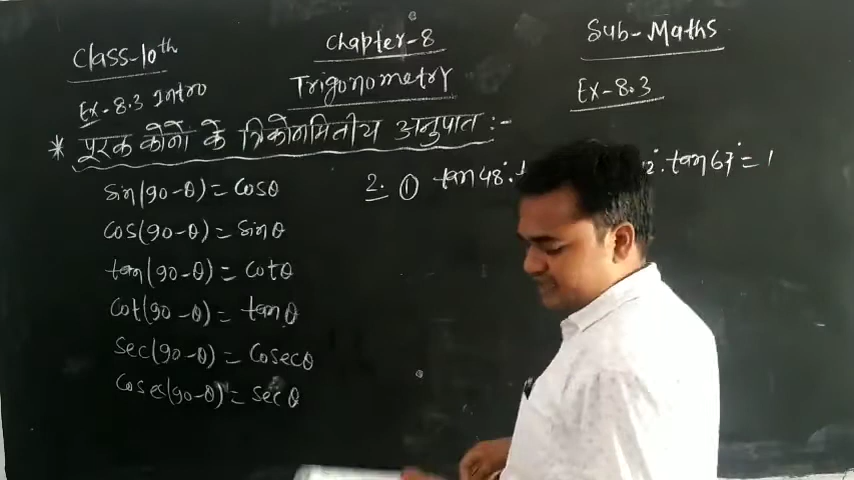 Class-10th
Chapter-8
Sub-Maths
Ex-8.3 Intro
Trigonometry
Ex-8.3
* पूरक कोणों के त्रिकोणमितीय अनुपात :-
sin(90-θ) = Cosθ
cos(90-θ) = sinθ
tan(90-θ) = Cotθ
Cot(90-θ) = tanθ
Sec(90-θ) = Cosecθ
Cosec(90-θ) = Secθ
2. ① tan48°. 2°. tan67° = 1